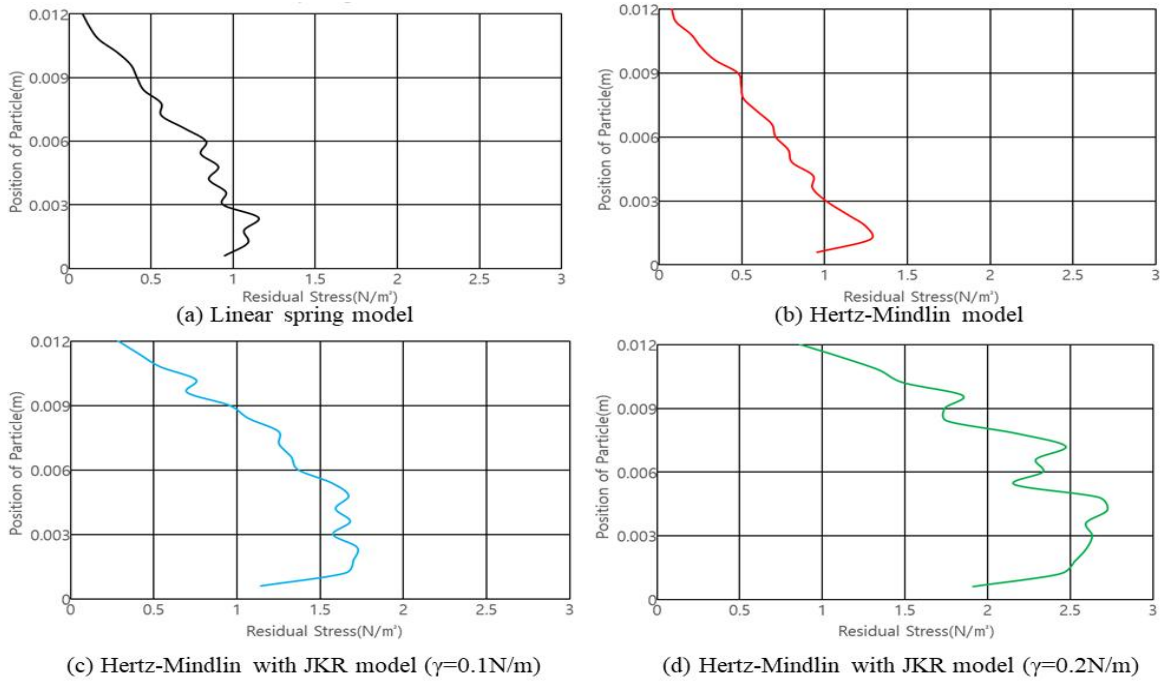 0.012
0.009
0.006
0.003
0
Position of Particle(m)
0 0.5 1 1.5 2 2.5 3
Residual Stress(N/㎡)
(a) Linear spring model
0.012
0.009
0.006
0.003
0
Position of Particle(m)
0 0.5 1 1.5 2 2.5 3
Residual Stress(N/㎡)
(b) Hertz-Mindlin model
0.012
0.009
0.006
0.003
0
Position of Particle(m)
0 0.5 1 1.5 2 2.5 3
Residual Stress(N/㎡)
(c) Hertz-Mindlin with JKR model (γ=0.1N/m)
0.012
0.009
0.006
0.003
0
Position of Particle(m)
0 0.5 1 1.5 2 2.5 3
Residual Stress(N/㎡)
(d) Hertz-Mindlin with JKR model (γ=0.2N/m)